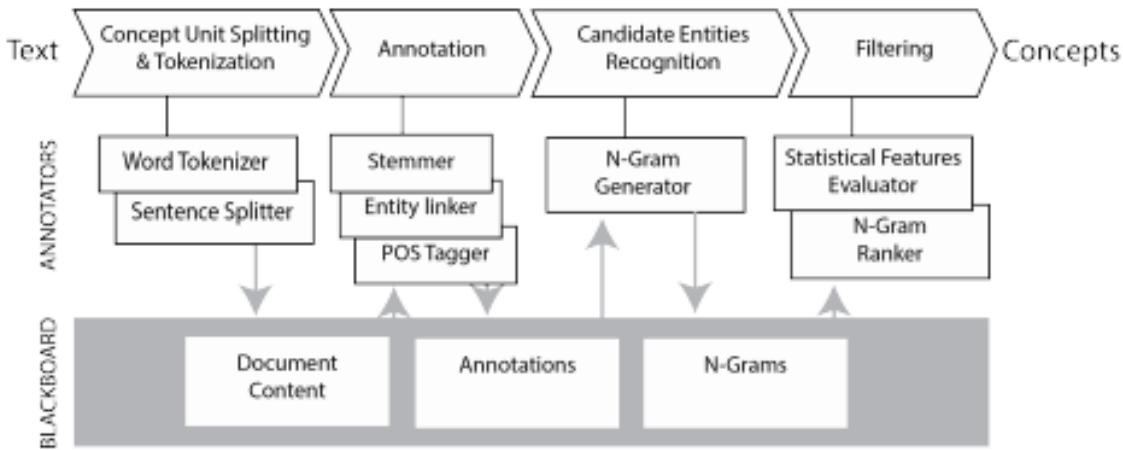 Text
Concept Unit Splitting
& Tokenization
Annotation
Candidate Entities
Recognition
Filtering
Concepts
ANNOTATORS
Word Tokenizer
Sentence Splitter
Stemmer
Entity linker
POS Tagger
N-Gram
Generator
Statistical Features
Evaluator
N-Gram
Ranker
BLACKBOARD
Document
Content
Annotations
N-Grams